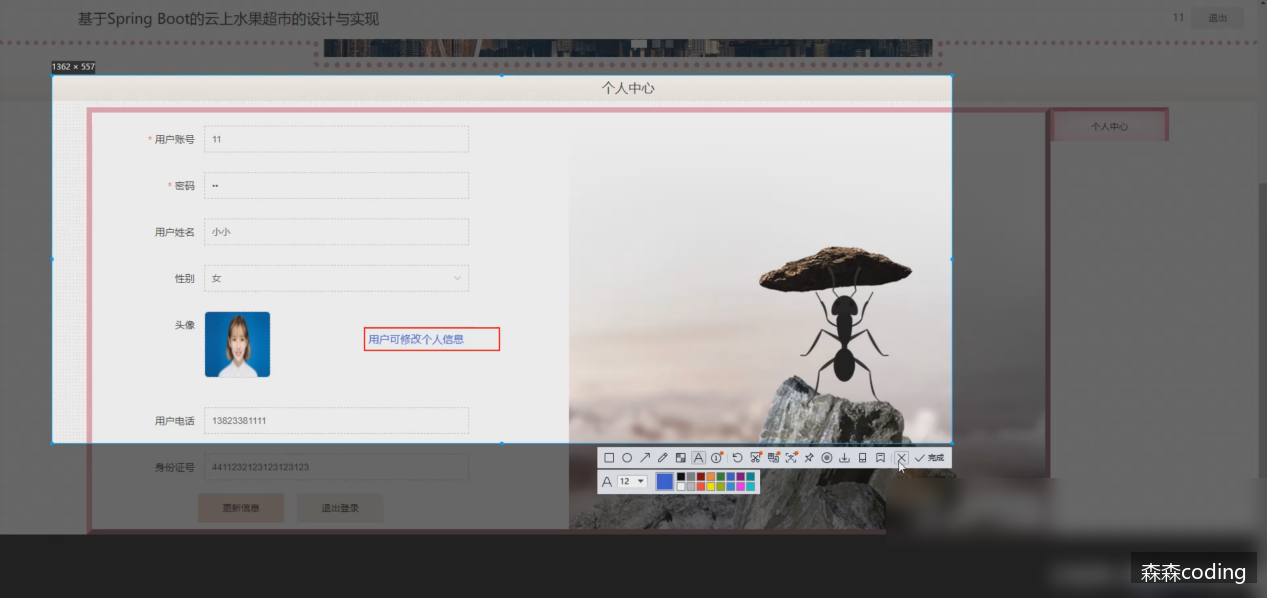 基于Spring Boot的云上水果超市的设计与实现
11
退出
1362 × 557
个人中心
个人中心
* 用户账号
11
* 密码
••
用户姓名
小小
性别
女
头像
用户可修改个人信息
用户电话
13823381111
身份证号
4411232123123123123
更新信息
退出登录
完成
A 12
森森coding